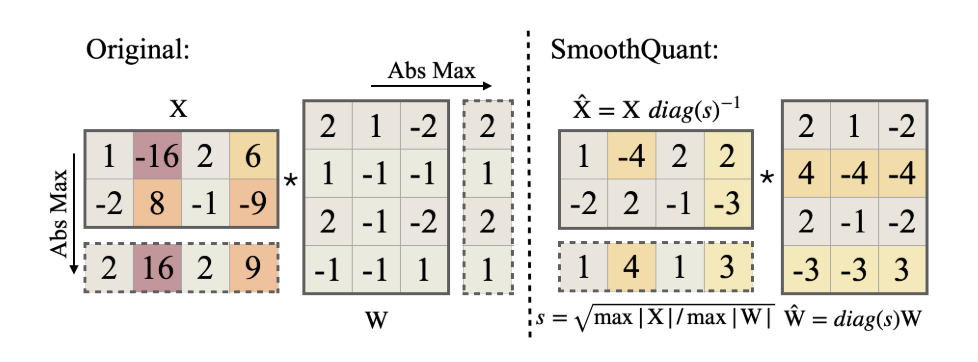 Original:
SmoothQuant:
Abs Max
X
X̂ = X diag(s)⁻¹
Abs Max
1 -16 2 6
-2 8 -1 -9
2 16 2 9
*
2 1 -2
1 -1 -1
2 -1 -2
-1 -1 1
2
1
2
1
W
1 -4 2 2
-2 2 -1 -3
1 4 1 3
*
2 1 -2
4 -4 -4
2 -1 -2
-3 -3 3
s = √max |X|/max |W|
Ŵ = diag(s)W